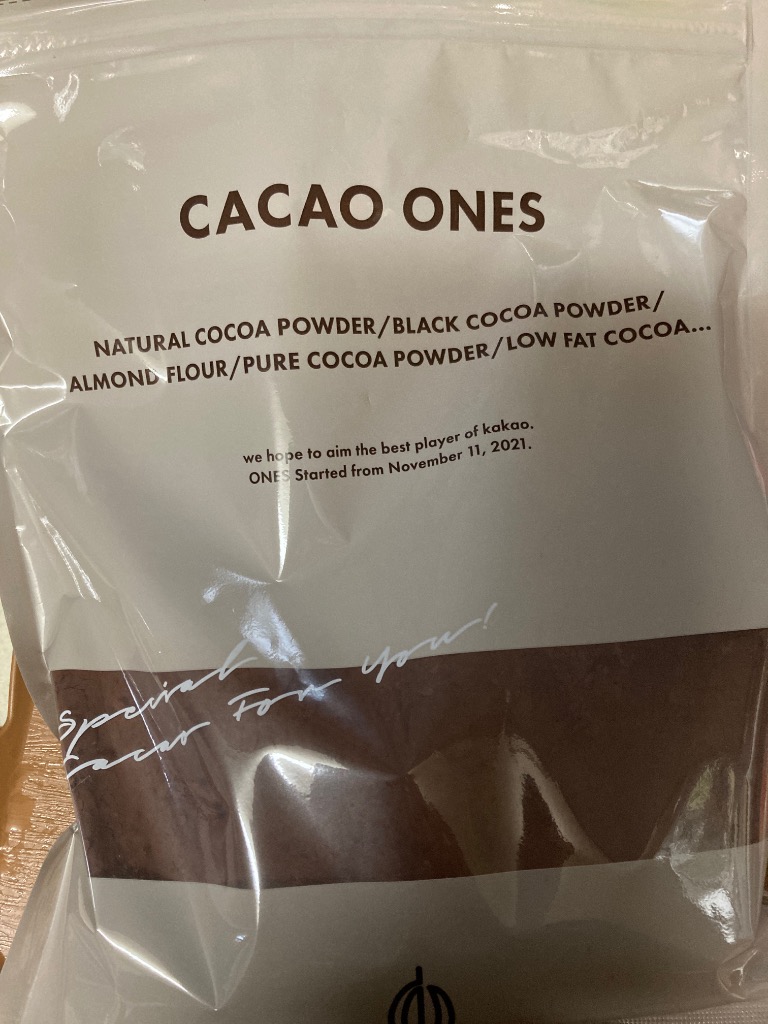 CACAO ONES
NATURAL COCOA POWDER/BLACK COCOA POWDER/
ALMOND FLOUR/PURE COCOA POWDER/LOW FAT COCOA...
we hope to aim the best player of kakao.
ONES Started from November 11, 2021.
Special
Cacao For You!